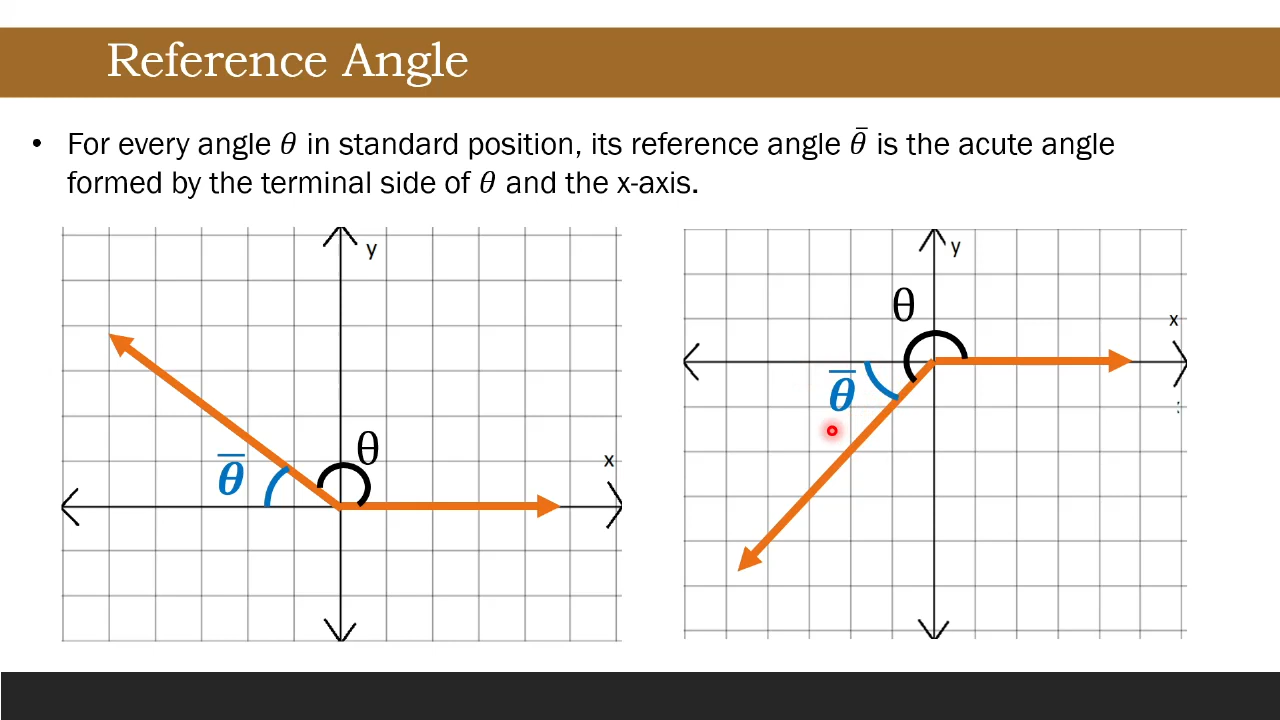 Reference Angle
• For every angle θ in standard position, its reference angle θ̄ is the acute angle
formed by the terminal side of θ and the x-axis.
y
θ
θ̄
x
y
θ
x
θ̄